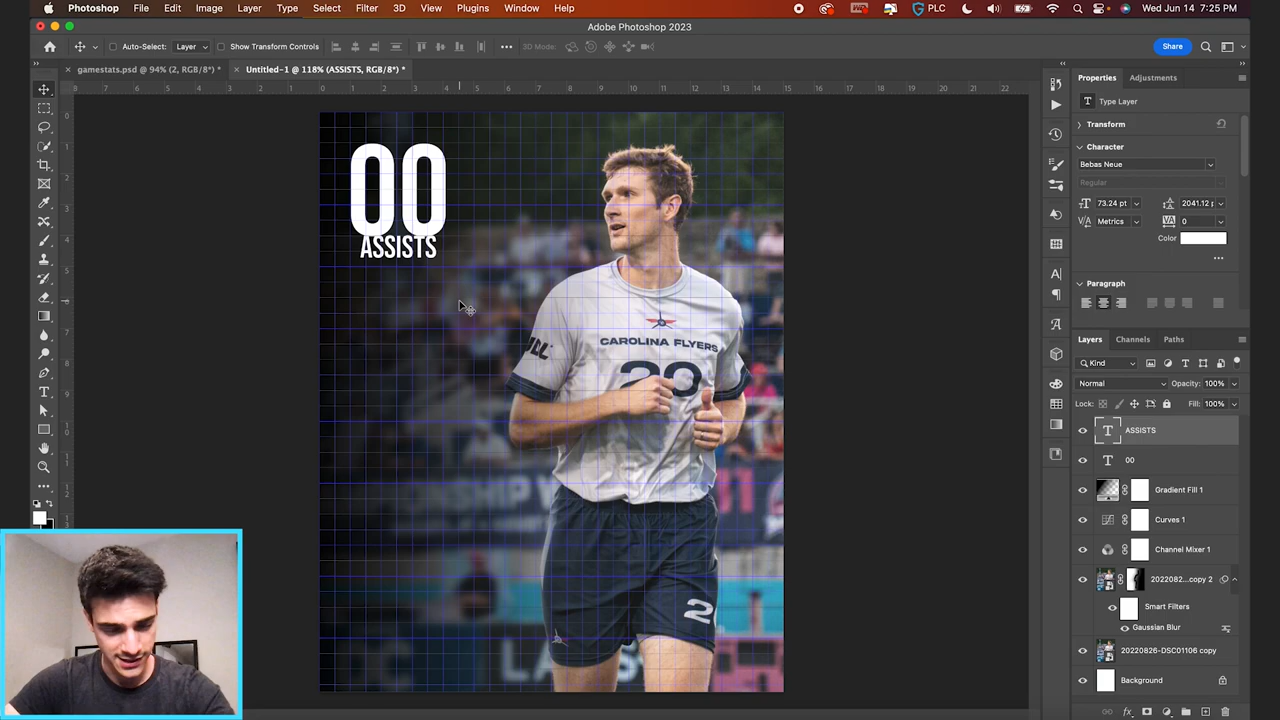 Photoshop File Edit Image Layer Type Select Filter 3D View Plugins Window Help PLC Wed Jun 14 7:25 PM
Adobe Photoshop 2023
Auto-Select: Layer Show Transform Controls 3D Mode: Share
gamestats.psd @ 94% (2, RGB/8*) * Untitled-1 @ 118% (ASSISTS, RGB/8*) *
Properties Adjustments
Type Layer
Transform
Character
Bebas Neue
Regular
73.24 pt 2041.12 p
Metrics 0
Color
Paragraph
Layers Channels Paths
Kind
Normal Opacity: 100%
Lock: Fill: 100%
ASSISTS
00
Gradient Fill 1
Curves 1
Channel Mixer 1
2022082...copy 2
Smart Filters
Gaussian Blur
20220826-DSC01106 copy
Background
00
ASSISTS
CAROLINA FLYERS
20
2